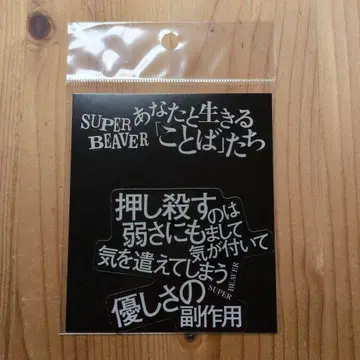 SUPER BEAVER
あなたと生きる
「ことば」たち
押し殺すのは
弱さにもまして
気が付いて
気を遣えてしまう
SUPER BEAVER
優しさの
副作用